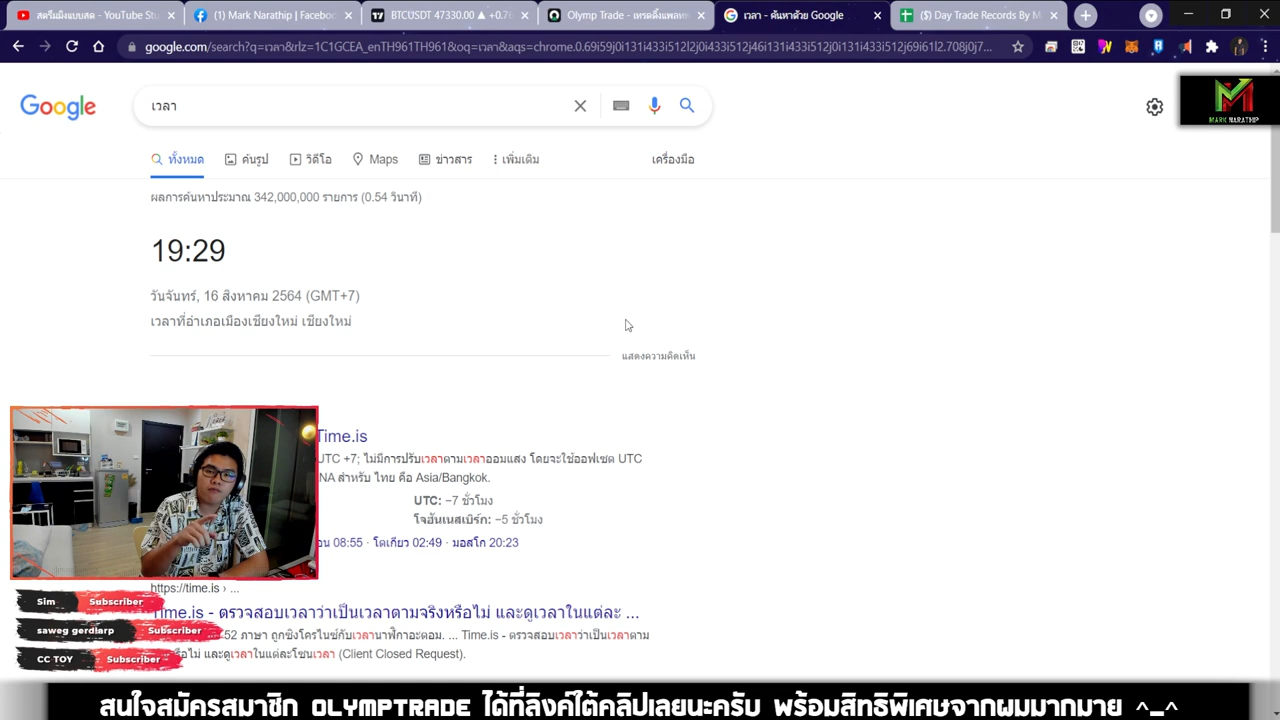 สตรีมมิงแบบสด - YouTube Stu
(1) Mark Narathip | Facebook
BTCUSDT 47330.00 ▲ +0.76
Olymp Trade - เทรดดิ้งแพลทฟ
เวลา - ค้นหาด้วย Google
($) Day Trade Records By M
google.com/search?q=เวลา&rlz=1C1GCEA_enTH961TH961&oq=เวลา&aqs=chrome.0.69i59j0i131i433i512l2j0i433i512j46i131i433i512j0i131i433i512j69i61l2.708j0j7...
Google
เวลา
MARK NARATHIP
ทั้งหมด ค้นรูป วิดีโอ Maps ข่าวสาร เพิ่มเติม เครื่องมือ
ผลการค้นหาประมาณ 342,000,000 รายการ (0.54 วินาที)
19:29
วันจันทร์, 16 สิงหาคม 2564 (GMT+7)
เวลาที่อำเภอเมืองเชียงใหม่ เชียงใหม่
แสดงความคิดเห็น
Time.is
UTC +7; ไม่มีการปรับเวลาตามเวลาออมแสง โดยจะใช้ออฟเซต UTC
NA สำหรับ ไทย คือ Asia/Bangkok.
UTC: −7 ชั่วโมง
โจฮันเนสเบิร์ก: −5 ชั่วโมง
อน 08:55 · โตเกียว 02:49 · มอสโก 20:23
https://time.is › ...
Time.is - ตรวจสอบเวลาว่าเป็นเวลาตามจริงหรือไม่ และดูเวลาในแต่ละ ...
52 ภาษา ถูกซิงโครไนซ์กับเวลานาฬิกาอะตอม. ... Time.is - ตรวจสอบเวลาว่าเป็นเวลาตาม
หรือไม่ และดูเวลาในแต่ละโซนเวลา (Client Closed Request).
Sim Subscriber
saweg gerdlarp Subscriber
CC TOY Subscriber
สนใจสมัครสมาชิก OLYMPTRADE ได้ที่ลิงค์ใต้คลิปเลยนะครับ พร้อมสิทธิพิเศษจากผมมากมาย ^_^